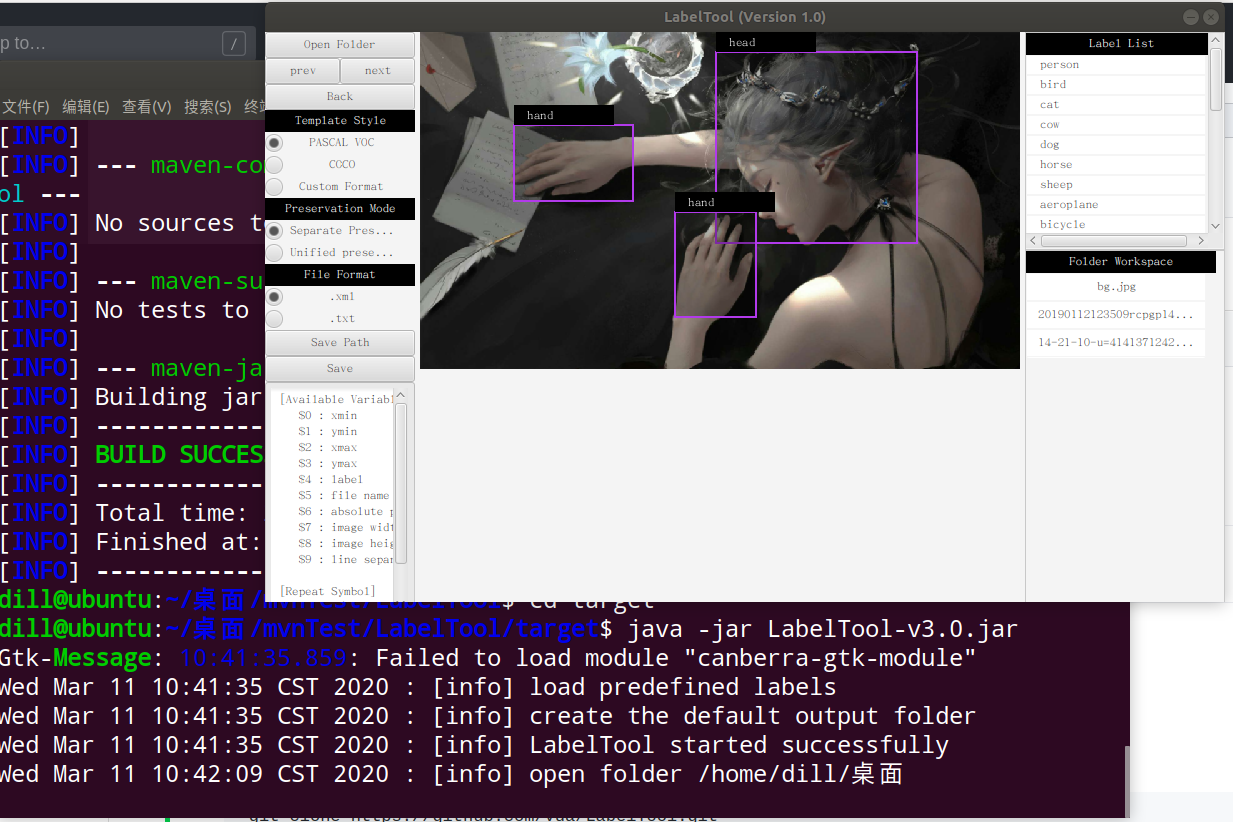 LabelTool (Version 1.0)
p to…
/
文件(F) 编辑(E) 查看(V) 搜索(S) 终
[INFO]
[INFO] --- maven-co
ol ---
[INFO] No sources t
[INFO]
[INFO] --- maven-su
[INFO] No tests to
[INFO]
[INFO] --- maven-ja
[INFO] Building jar
[INFO] ------------
[INFO] BUILD SUCCES
[INFO] ------------
[INFO] Total time:
[INFO] Finished at:
[INFO] ------------
Open Folder
prev next
Back
Template Style
PASCAL VOC
COCO
Custom Format
Preservation Mode
Separate Pres...
Unified prese...
File Format
.xml
.txt
Save Path
Save
[Available Variabl
$0 : xmin
$1 : ymin
$2 : xmax
$3 : ymax
$4 : label
$5 : file name
$6 : absolute p
$7 : image widt
$8 : image heig
$9 : line separ
[Repeat Symbol]
head
hand
hand
Label List
person
bird
cat
cow
dog
horse
sheep
aeroplane
bicycle
Folder Workspace
bg.jpg
20190112123509rcpgp14...
14-21-10-u=4141371242...
dill@ubuntu:~/桌面/mvnTest/LabelTool$ cd target
dill@ubuntu:~/桌面/mvnTest/LabelTool/target$ java -jar LabelTool-v3.0.jar
Gtk-Message: 10:41:35.859: Failed to load module "canberra-gtk-module"
Wed Mar 11 10:41:35 CST 2020 : [info] load predefined labels
Wed Mar 11 10:41:35 CST 2020 : [info] create the default output folder
Wed Mar 11 10:41:35 CST 2020 : [info] LabelTool started successfully
Wed Mar 11 10:42:09 CST 2020 : [info] open folder /home/dill/桌面